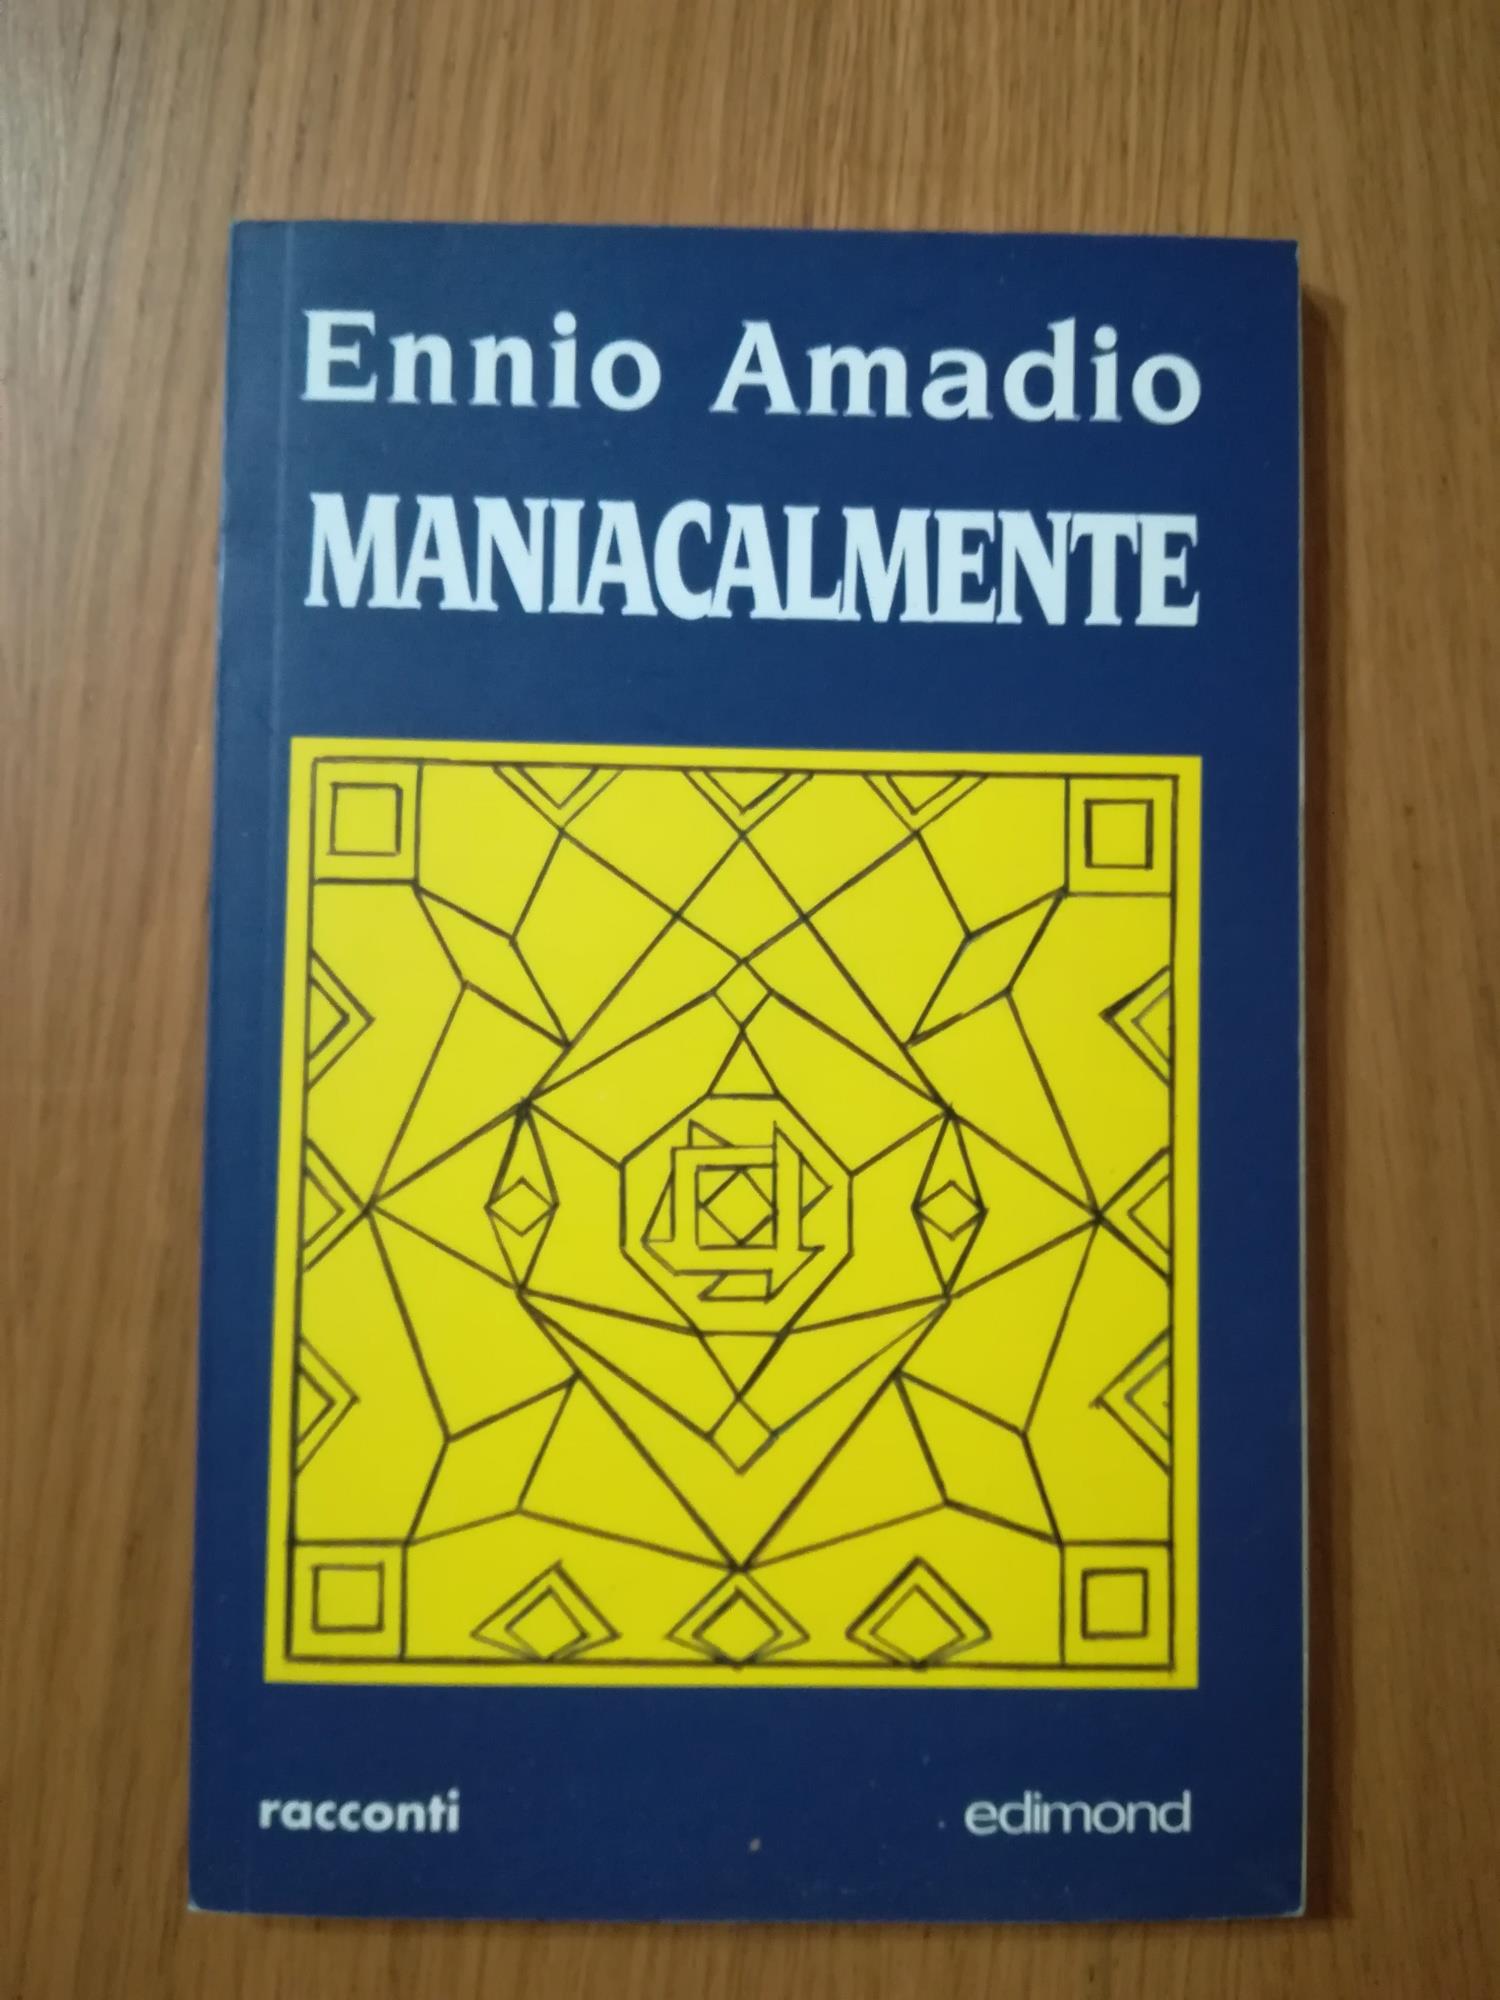 Ennio Amadio
MANIACALMENTE
racconti
edimond